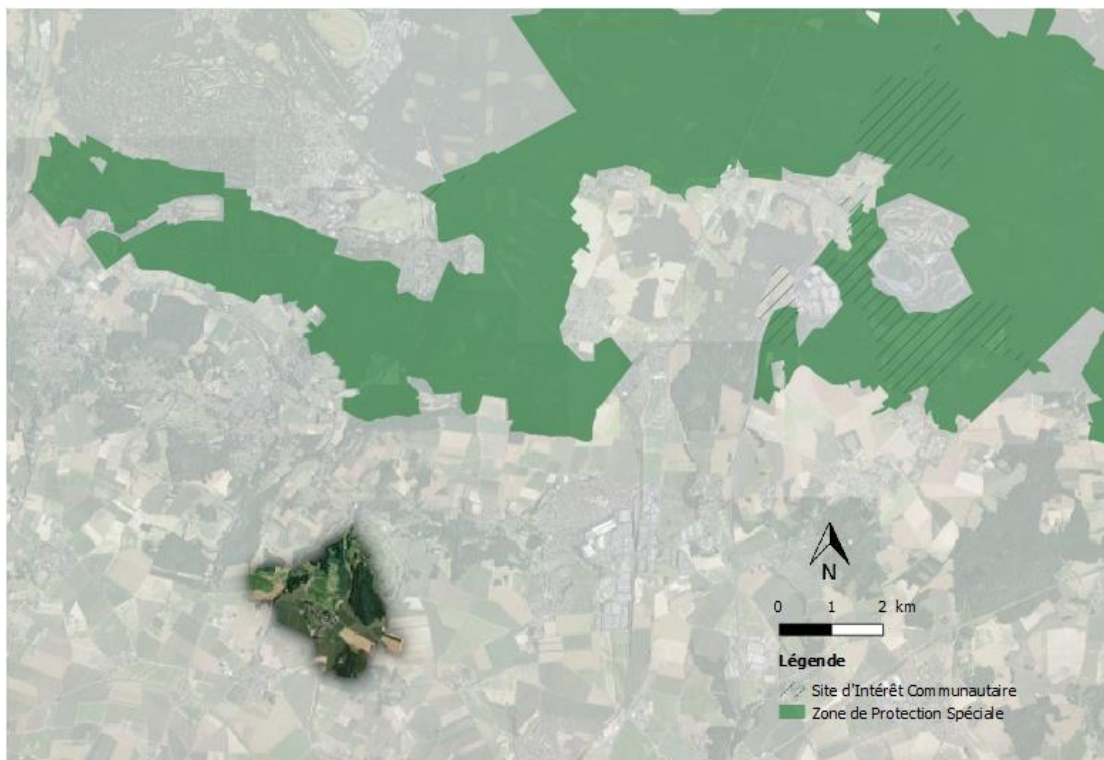 N
0 1 2 km
Légende
Site d'Intérêt Communautaire
Zone de Protection Spéciale